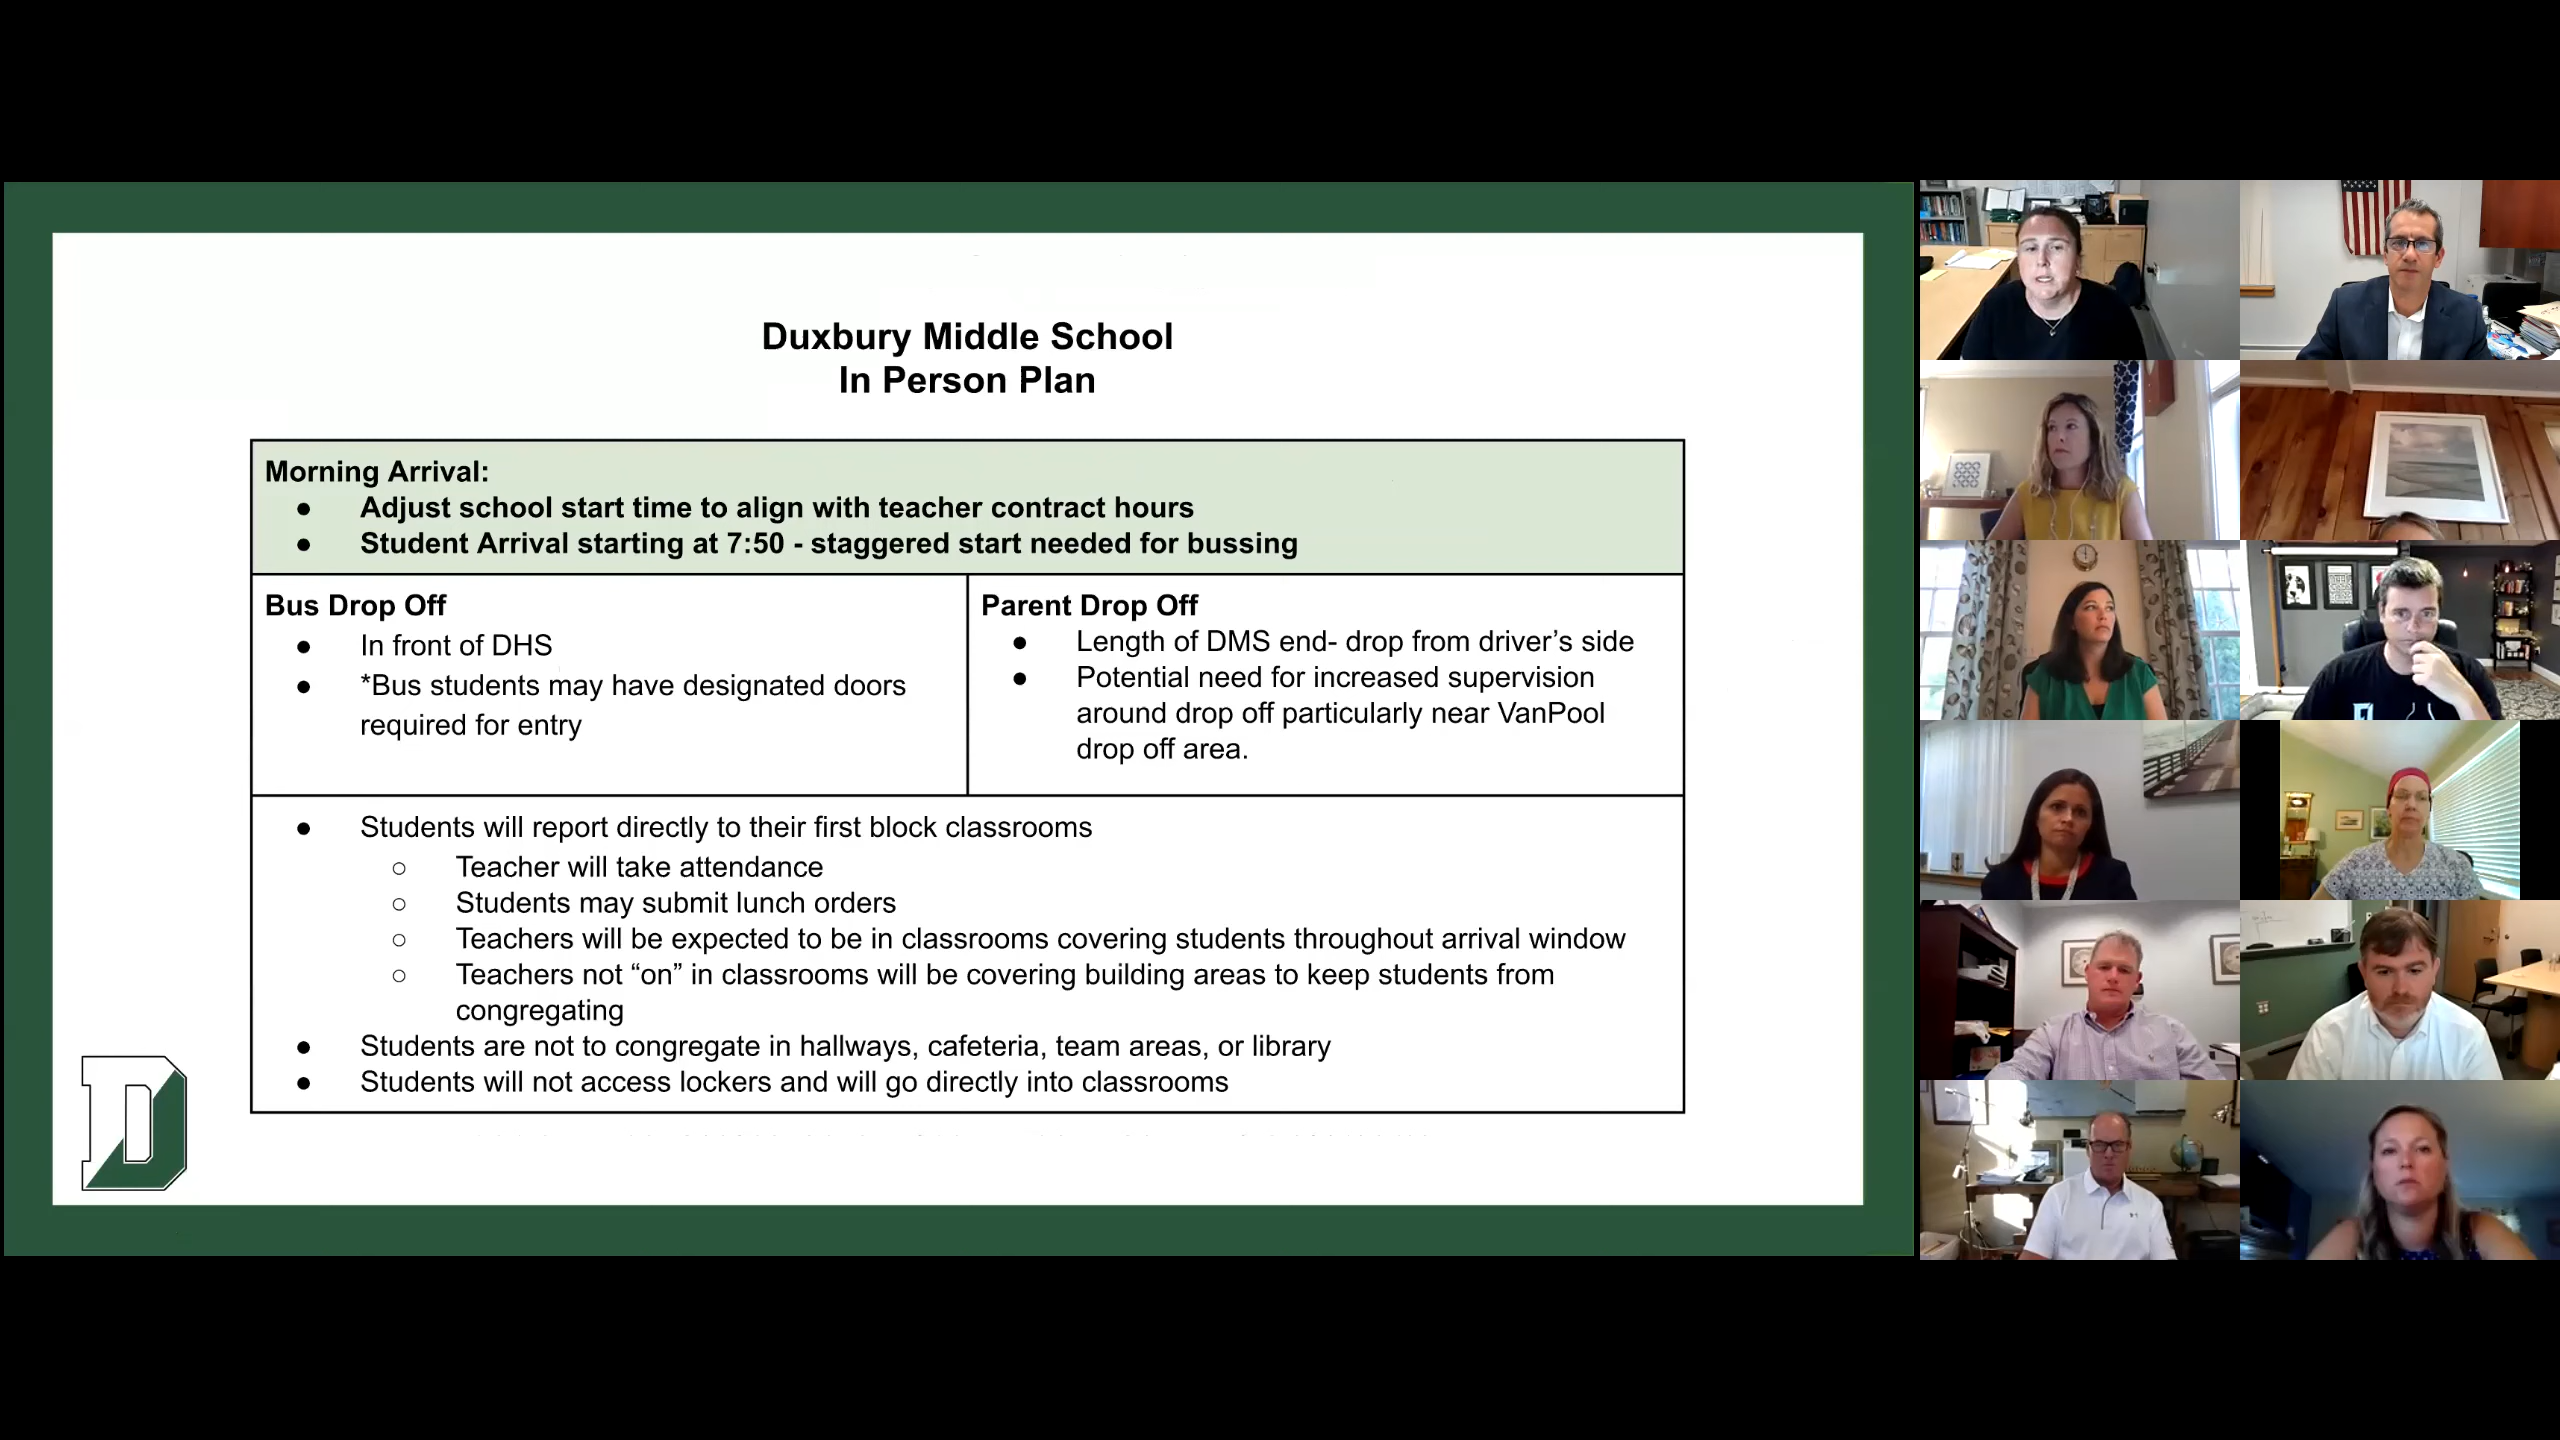 Duxbury Middle School
In Person Plan
Morning Arrival:
● Adjust school start time to align with teacher contract hours
● Student Arrival starting at 7:50 - staggered start needed for bussing
Bus Drop Off
● In front of DHS
● *Bus students may have designated doors
required for entry
Parent Drop Off
● Length of DMS end- drop from driver’s side
● Potential need for increased supervision
around drop off particularly near VanPool
drop off area.
● Students will report directly to their first block classrooms
○ Teacher will take attendance
○ Students may submit lunch orders
○ Teachers will be expected to be in classrooms covering students throughout arrival window
○ Teachers not “on” in classrooms will be covering building areas to keep students from
congregating
● Students are not to congregate in hallways, cafeteria, team areas, or library
● Students will not access lockers and will go directly into classrooms
D